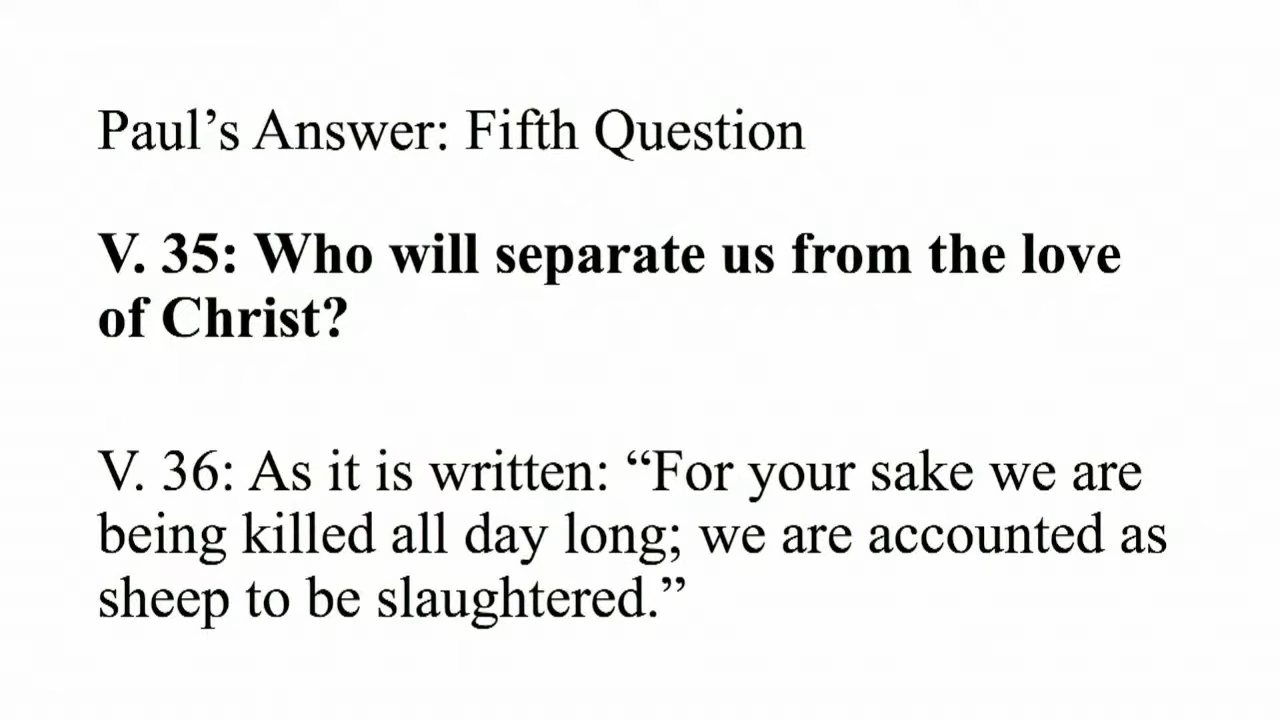 Paul’s Answer: Fifth Question
V. 35: Who will separate us from the love
of Christ?
V. 36: As it is written: “For your sake we are
being killed all day long; we are accounted as
sheep to be slaughtered.”